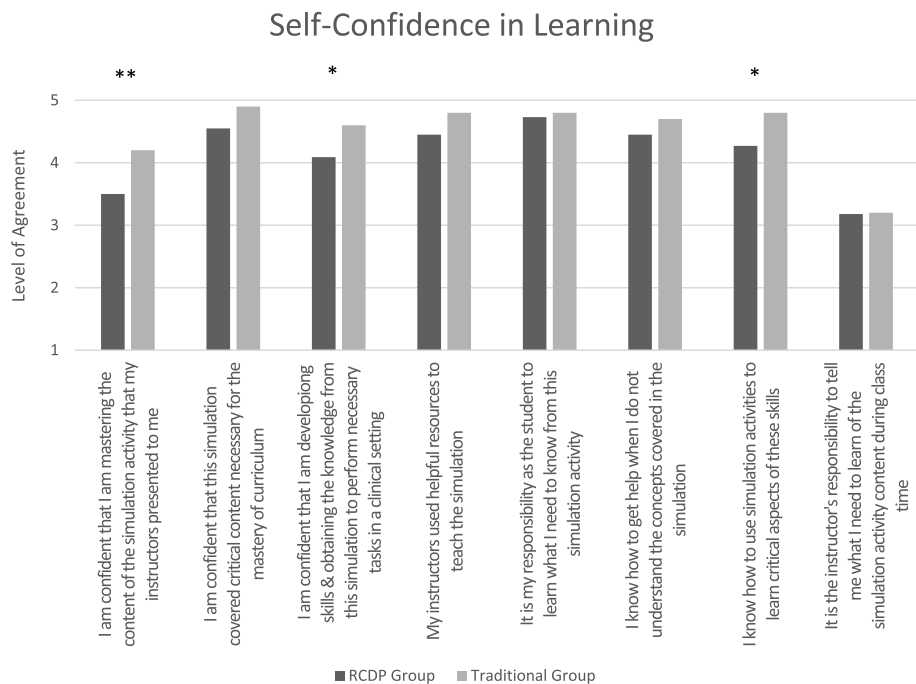 Self-Confidence in Learning
** * *
Level of Agreement
5
4
3
2
1
I am confident that I am mastering the
content of the simulation activity that my
instructors presented to me
I am confident that this simulation
covered critical content necessary for the
mastery of curriculum
I am confident that I am developiong
skills & obtaining the knowledge from
this simulation to perform necessary
tasks in a clinical setting
My instructors used helpful resources to
teach the simulation
It is my responsibility as the student to
learn what I need to know from this
simulation activity
I know how to get help when I do not
understand the concepts covered in the
simulation
I know how to use simulation activities to
learn critical aspects of these skills
It is the instructor's responsibility to tell
me what I need to learn of the
simulation activity content during class
time
RCDP Group Traditional Group